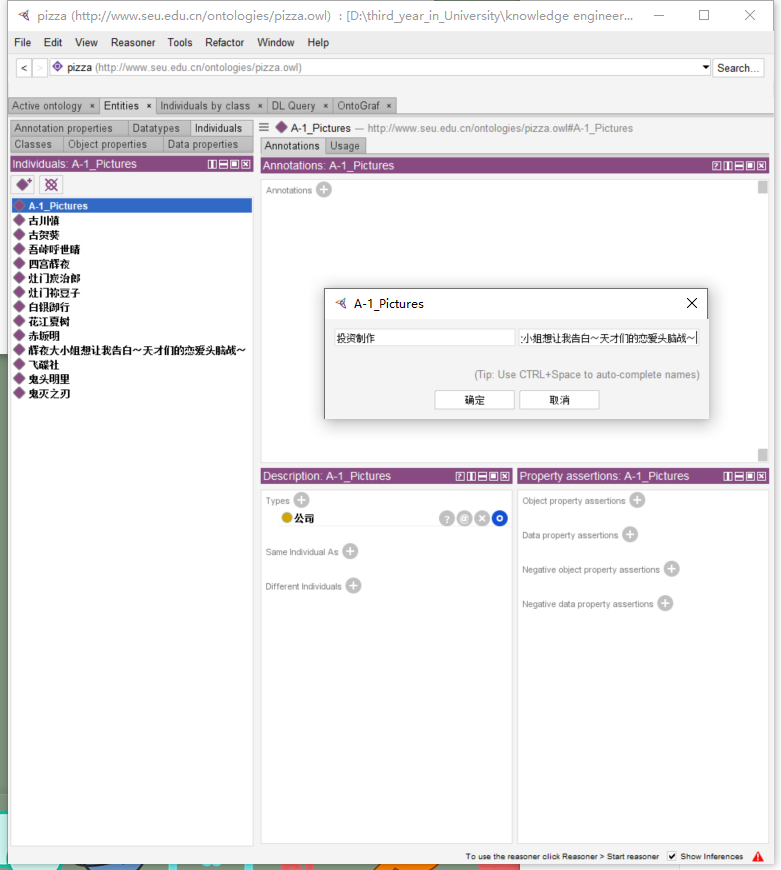 pizza (http://www.seu.edu.cn/ontologies/pizza.owl) : [D:\third_year_in_University\knowledge engineer...
File Edit View Reasoner Tools Refactor Window Help
< > pizza (http://www.seu.edu.cn/ontologies/pizza.owl) Search...
Active ontology × Entities × Individuals by class × DL Query × OntoGraf ×
Annotation properties Datatypes Individuals
Classes Object properties Data properties
Individuals: A-1_Pictures
A-1_Pictures
古川慎
古贺葵
吾峠呼世晴
四宫辉夜
灶门炭治郎
灶门祢豆子
白银御行
花江夏树
赤坂明
辉夜大小姐想让我告白～天才们的恋爱头脑战～
飞碟社
鬼头明里
鬼灭之刃
A-1_Pictures — http://www.seu.edu.cn/ontologies/pizza.owl#A-1_Pictures
Annotations Usage
Annotations: A-1_Pictures
Annotations
A-1_Pictures
投资制作
小姐想让我告白～天才们的恋爱头脑战～
(Tip: Use CTRL+Space to auto-complete names)
确定 取消
Description: A-1_Pictures
Types
公司
Same Individual As
Different Individuals
Property assertions: A-1_Pictures
Object property assertions
Data property assertions
Negative object property assertions
Negative data property assertions
To use the reasoner click Reasoner > Start reasoner Show Inferences